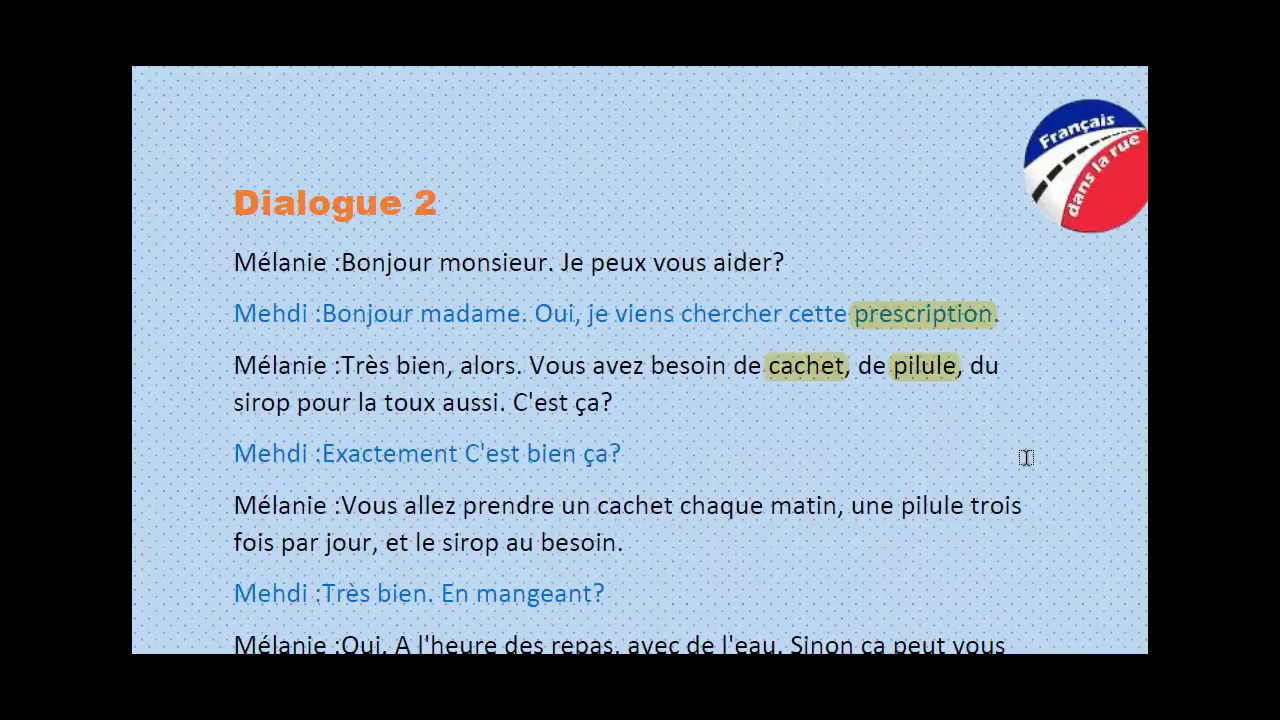 Français
dans la rue
Dialogue 2
Mélanie :Bonjour monsieur. Je peux vous aider?
Mehdi :Bonjour madame. Oui, je viens chercher cette prescription.
Mélanie :Très bien, alors. Vous avez besoin de cachet, de pilule, du
sirop pour la toux aussi. C'est ça?
Mehdi :Exactement C'est bien ça?
Mélanie :Vous allez prendre un cachet chaque matin, une pilule trois
fois par jour, et le sirop au besoin.
Mehdi :Très bien. En mangeant?
Mélanie :Oui. A l'heure des repas, avec de l'eau. Sinon ça peut vous